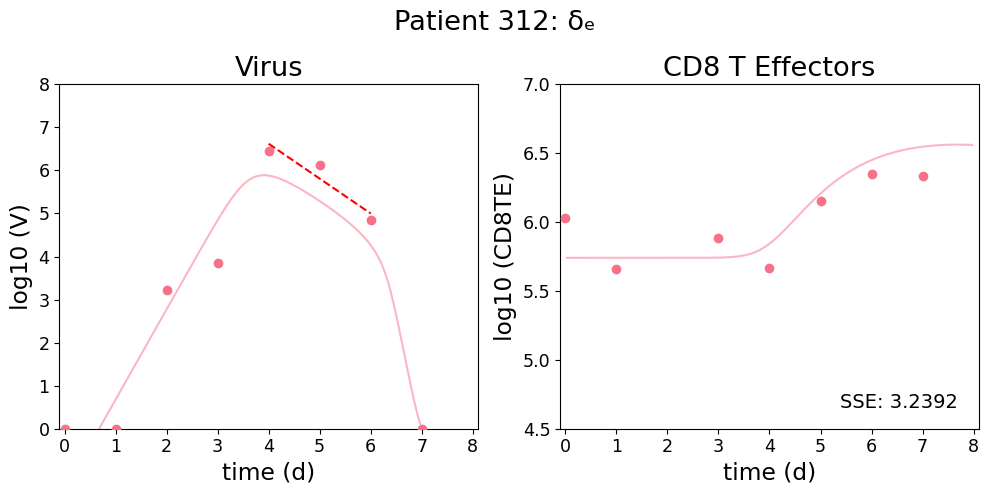 Patient 312: δₑ
Virus
CD8 T Effectors
log10 (V)
8
7
6
5
4
3
2
1
0
0 1 2 3 4 5 6 7 8
time (d)
log10 (CD8TE)
7.0
6.5
6.0
5.5
5.0
4.5
SSE: 3.2392
0 1 2 3 4 5 6 7 8
time (d)